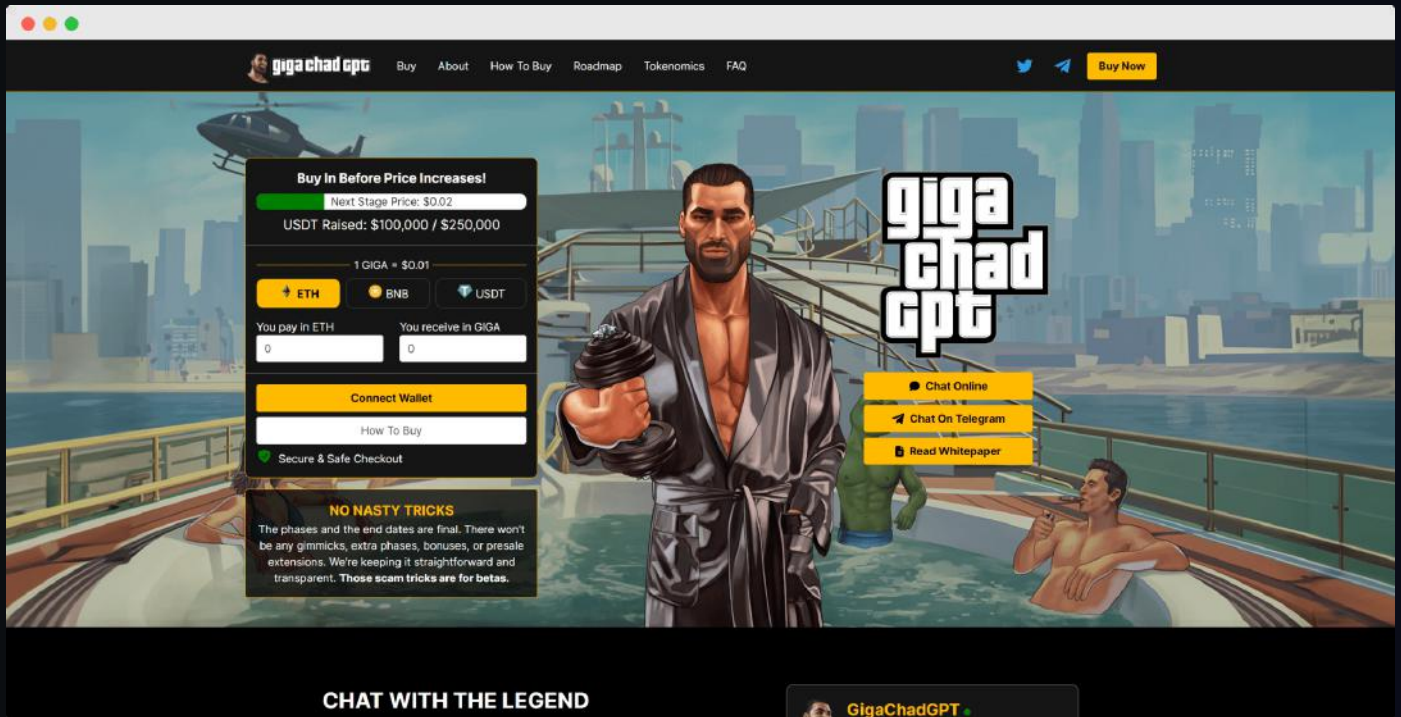 giga chad gpt Buy About How To Buy Roadmap Tokenomics FAQ Buy Now
Buy In Before Price Increases!
Next Stage Price: $0.02
USDT Raised: $100,000 / $250,000
1 GIGA = $0.01
ETH BNB USDT
You pay in ETH You receive in GIGA
0 0
Connect Wallet
How To Buy
Secure & Safe Checkout
NO NASTY TRICKS
The phases and the end dates are final. There won't
be any gimmicks, extra phases, bonuses, or presale
extensions. We're keeping it straightforward and
transparent. Those scam tricks are for betas.
giga
chad
gpt
Chat Online
Chat On Telegram
Read Whitepaper
CHAT WITH THE LEGEND
GigaChadGPT